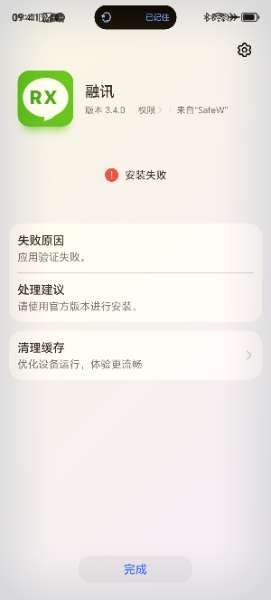 09:41
已记住
RX
融讯
版本 3.4.0 权限 来自"SafeW"
安装失败
失败原因
应用验证失败。
处理建议
请使用官方版本进行安装。
清理缓存
优化设备运行，体验更流畅
完成